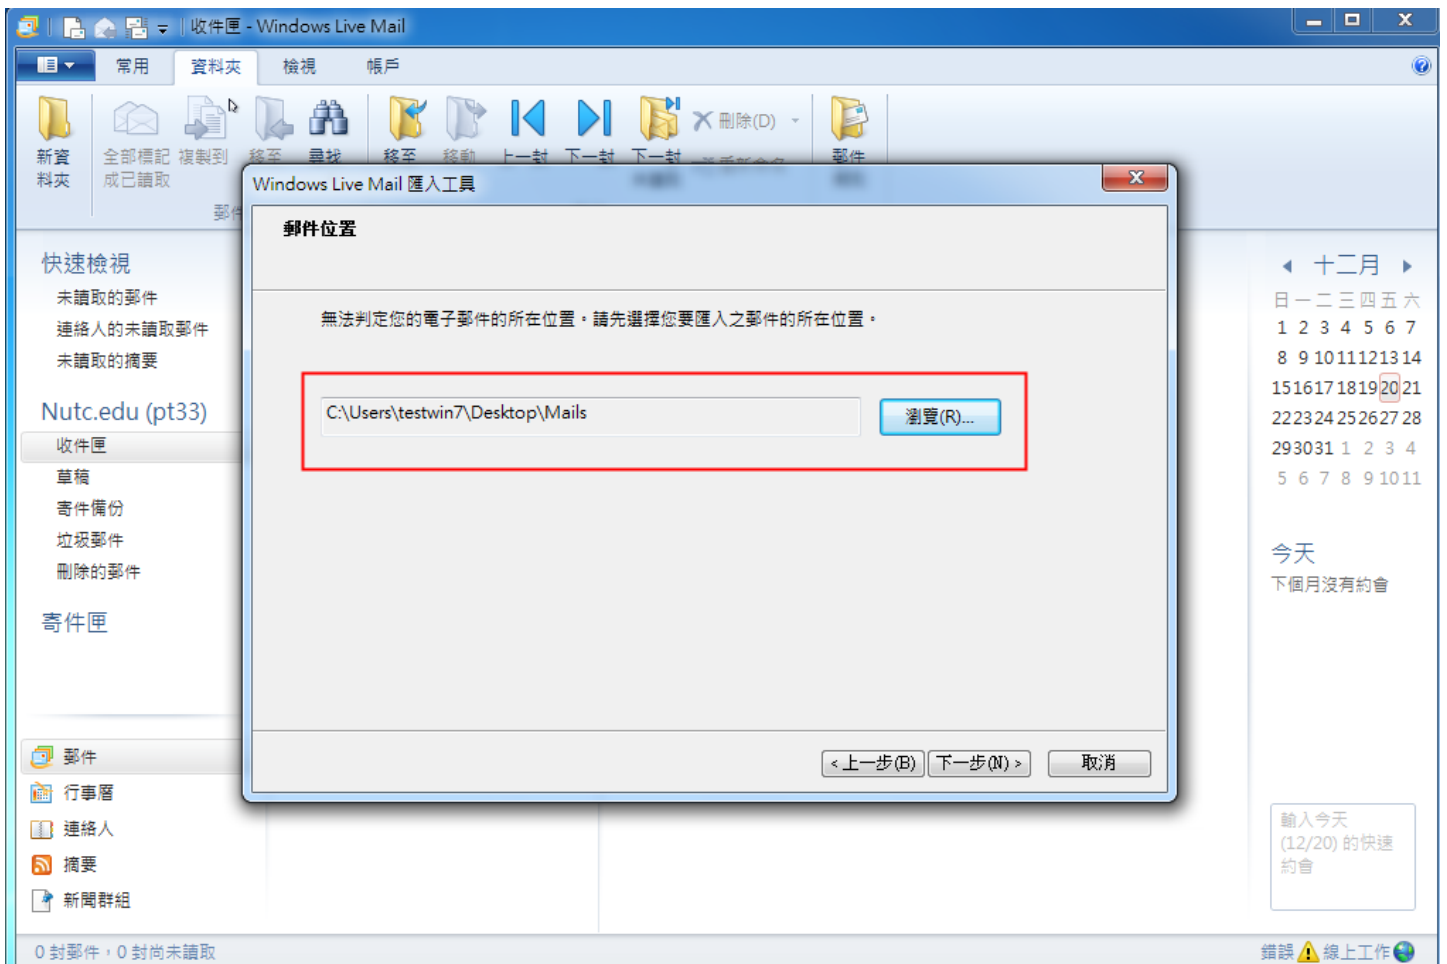 收件匣 - Windows Live Mail
常用 資料夾 檢視 帳戶
新資料夾
全部標記成已讀取
複製到
移至
尋找
移至
移動
上一封
下一封
下一封
刪除(D)
重新命名
郵件
郵件
Windows Live Mail 匯入工具
郵件位置
無法判定您的電子郵件的所在位置。請先選擇您要匯入之郵件的所在位置。
C:\Users\testwin7\Desktop\Mails
瀏覽(R)...
<上一步(B) 下一步(N)> 取消
快速檢視
未讀取的郵件
連絡人的未讀取郵件
未讀取的摘要
Nutc.edu (pt33)
收件匣
草稿
寄件備份
垃圾郵件
刪除的郵件
寄件匣
郵件
行事曆
連絡人
摘要
新聞群組
十二月
日 一 二 三 四 五 六
1 2 3 4 5 6 7
8 9 10 11 12 13 14
15 16 17 18 19 20 21
22 23 24 25 26 27 28
29 30 31 1 2 3 4
5 6 7 8 9 10 11
今天
下個月沒有約會
輸入今天
(12/20) 的快速
約會
0 封郵件，0 封尚未讀取
錯誤 線上工作